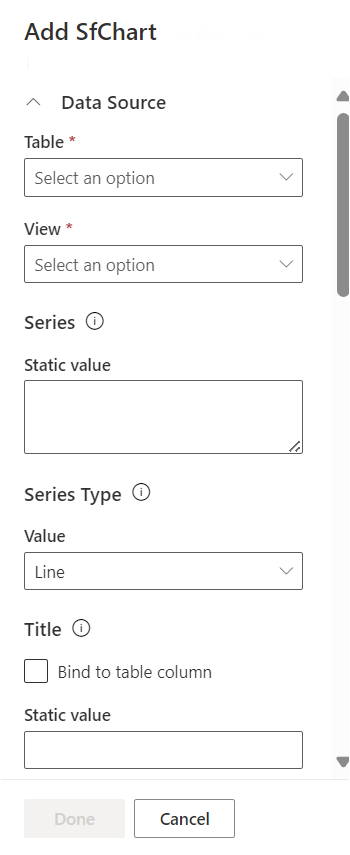 Add SfChart
Data Source
Table *
Select an option
View *
Select an option
Series
Static value
Series Type
Value
Line
Title
Bind to table column
Static value
Done
Cancel